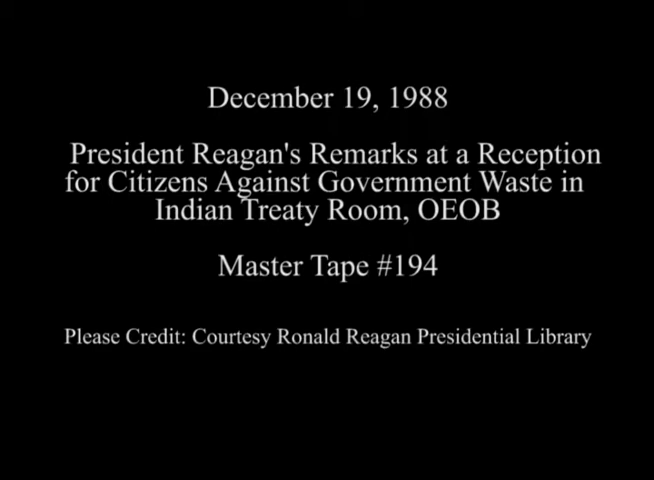 December 19, 1988
President Reagan's Remarks at a Reception
for Citizens Against Government Waste in
Indian Treaty Room, OEOB
Master Tape #194
Please Credit: Courtesy Ronald Reagan Presidential Library